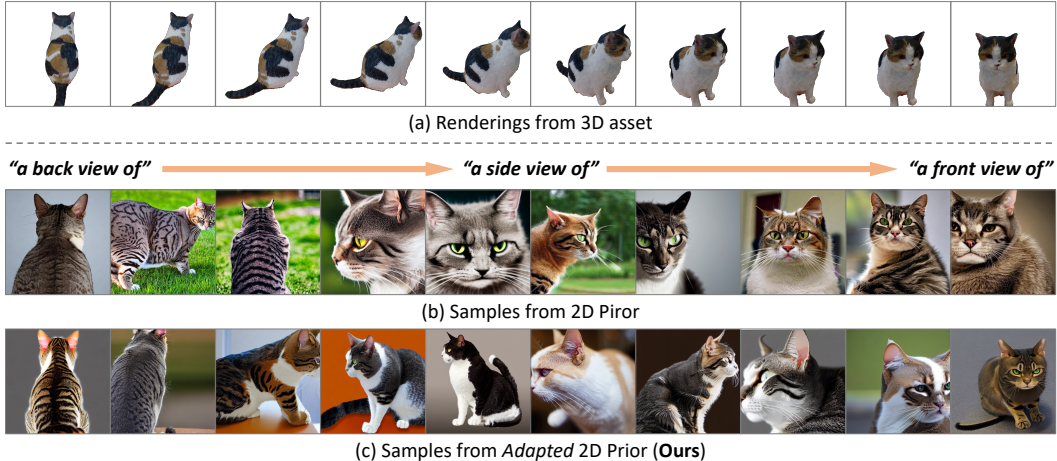 (a) Renderings from 3D asset
“a back view of” “a side view of” “a front view of”
(b) Samples from 2D Piror
(c) Samples from Adapted 2D Prior (Ours)